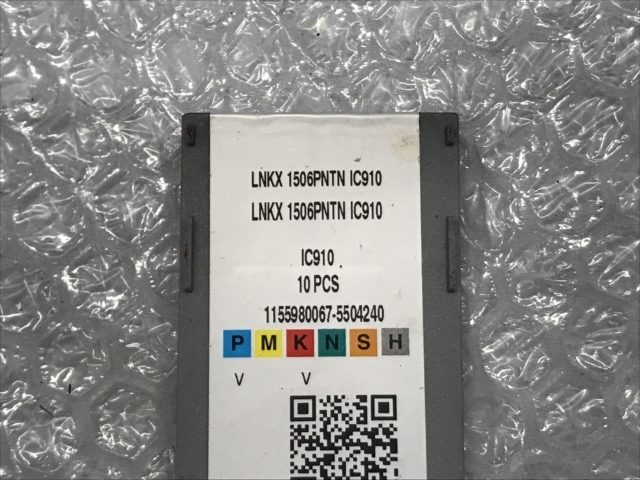 LNKX 1506PNTN IC910
LNKX 1506PNTN IC910
IC910
10 PCS
1155980067-5504240
P M K N S H
V V